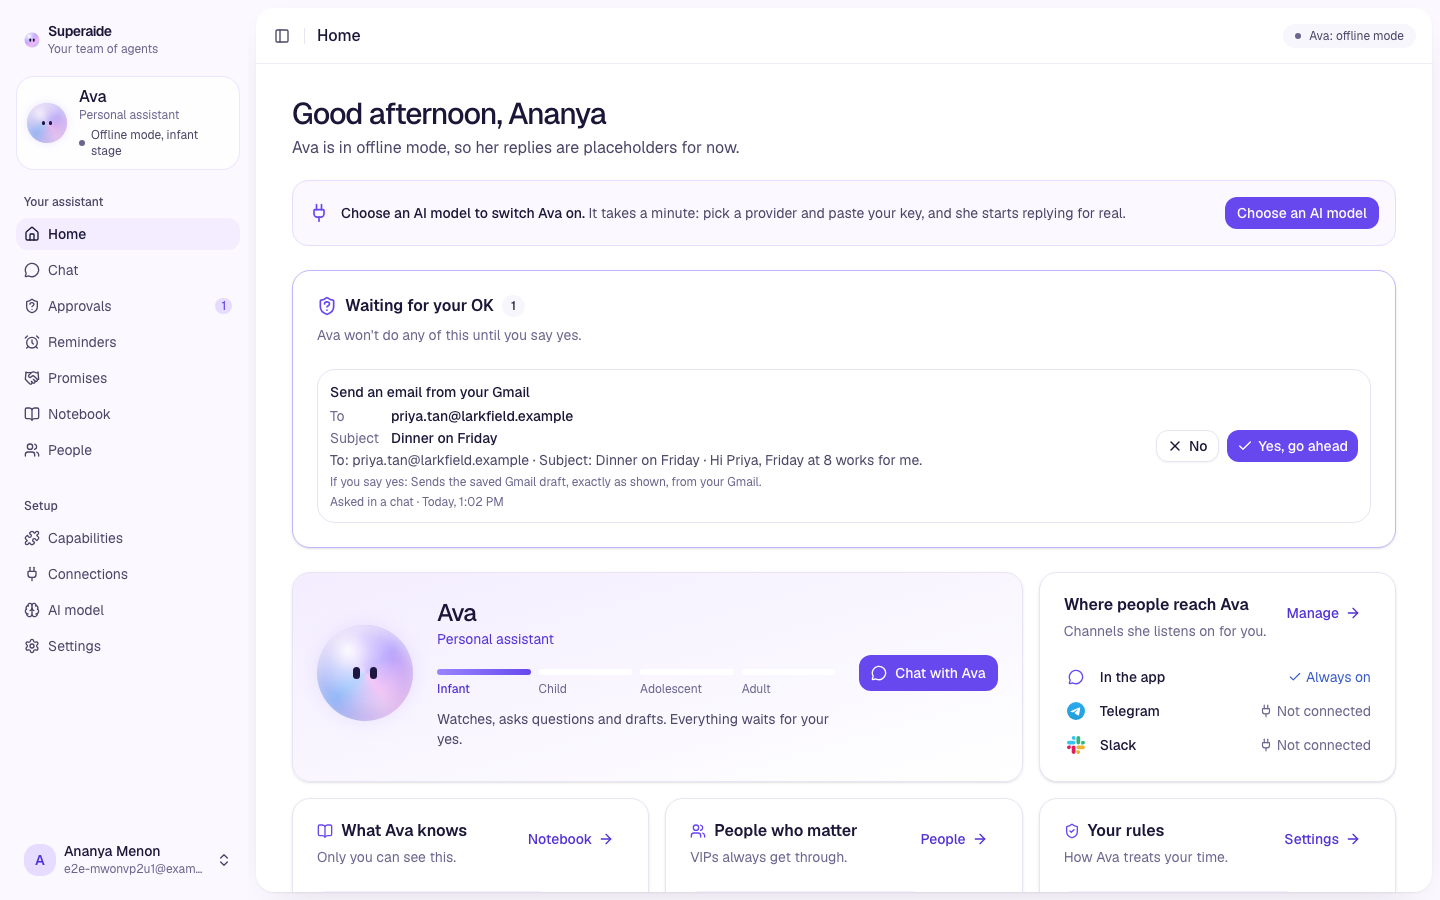 Superaide
Your team of agents
Ava
Personal assistant
Offline mode, infant
stage
Your assistant
Home
Chat
Approvals 1
Reminders
Promises
Notebook
People
Setup
Capabilities
Connections
AI model
Settings
A
Ananya Menon
e2e-mwonvp2u1@exam...
Home
Ava: offline mode
Good afternoon, Ananya
Ava is in offline mode, so her replies are placeholders for now.
Choose an AI model to switch Ava on. It takes a minute: pick a provider and paste your key, and she starts replying for real.
Choose an AI model
Waiting for your OK 1
Ava won't do any of this until you say yes.
Send an email from your Gmail
To priya.tan@larkfield.example
Subject Dinner on Friday
To: priya.tan@larkfield.example · Subject: Dinner on Friday · Hi Priya, Friday at 8 works for me.
If you say yes: Sends the saved Gmail draft, exactly as shown, from your Gmail.
Asked in a chat · Today, 1:02 PM
No
Yes, go ahead
Ava
Personal assistant
Infant Child Adolescent Adult
Watches, asks questions and drafts. Everything waits for your
yes.
Chat with Ava
Where people reach Ava
Channels she listens on for you.
Manage
In the app Always on
Telegram Not connected
Slack Not connected
What Ava knows
Only you can see this.
Notebook
People who matter
VIPs always get through.
People
Your rules
How Ava treats your time.
Settings